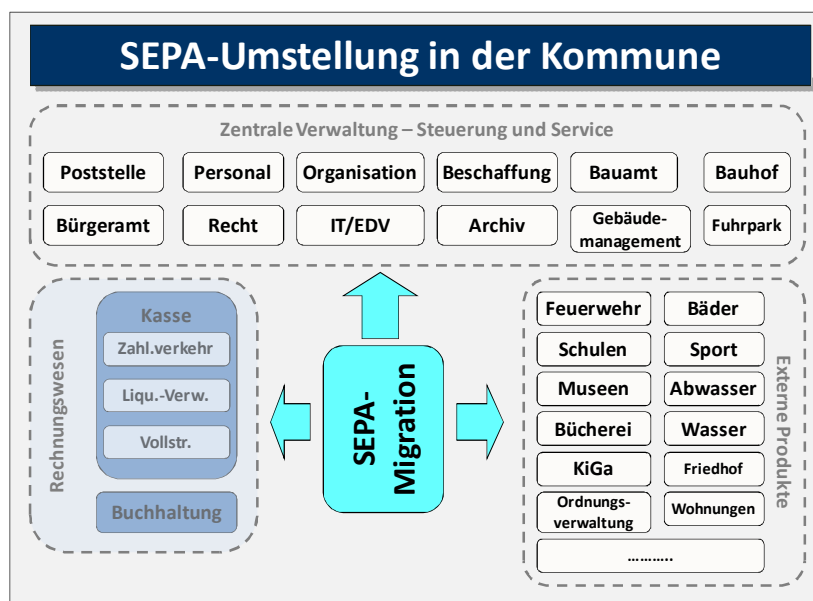 SEPA-Umstellung in der Kommune
Zentrale Verwaltung – Steuerung und Service
Poststelle
Personal
Organisation
Beschaffung
Bauamt
Bauhof
Bürgeramt
Recht
IT/EDV
Archiv
Gebäude-
management
Fuhrpark
Rechnungswesen
Kasse
Zahl.verkehr
Liqu.-Verw.
Vollstr.
Buchhaltung
SEPA-
Migration
Feuerwehr
Bäder
Schulen
Sport
Museen
Abwasser
Bücherei
Wasser
KiGa
Friedhof
Ordnungs-
verwaltung
Wohnungen
………..
Externe Produkte